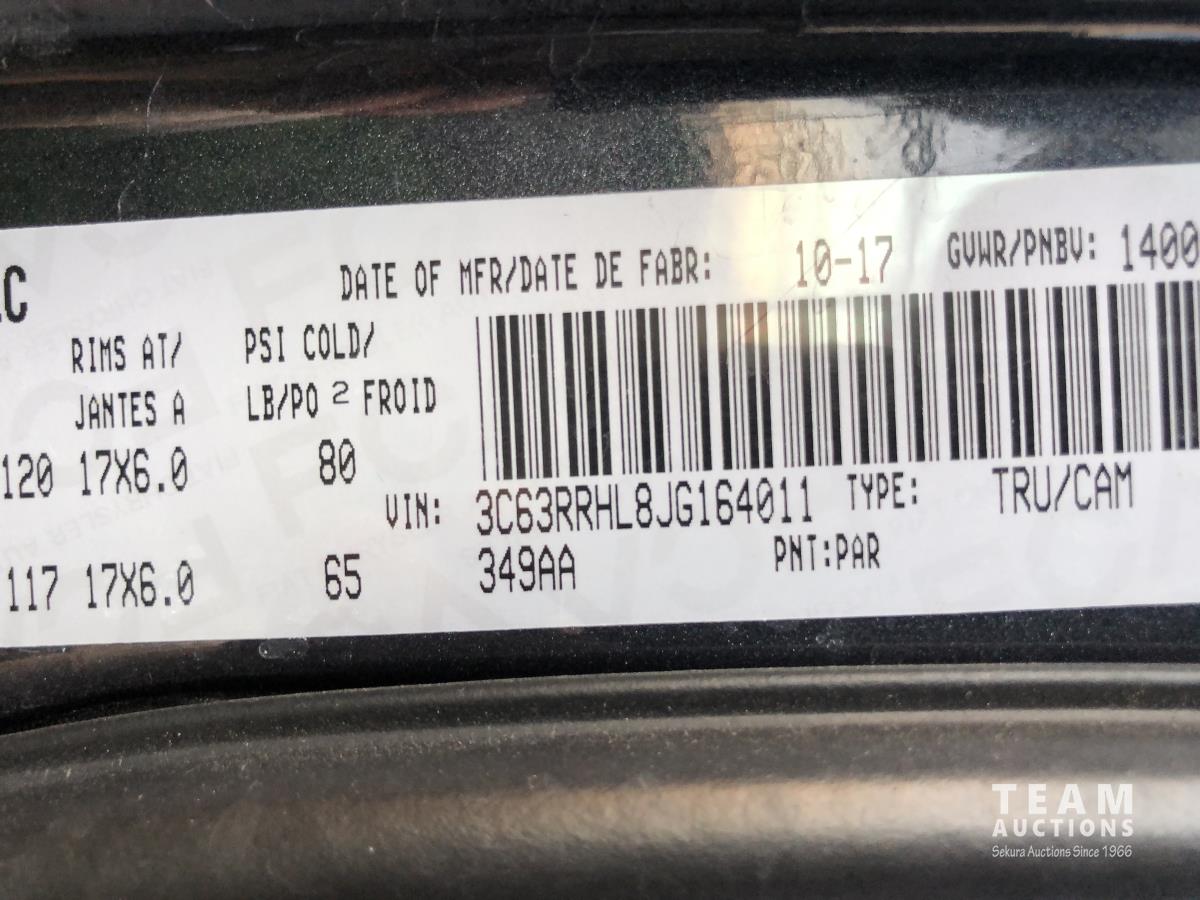 LC
DATE OF MFR/DATE DE FABR: 10-17 GVWR/PNBV: 1400
RIMS AT/ PSI COLD/
JANTES A LB/PO 2 FROID
120 17X6.0 80
VIN: 3C63RRHL8JG164011 TYPE: TRU/CAM
117 17X6.0 65 349AA PNT:PAR
TEAM
AUCTIONS
Sekura Auctions Since 1966